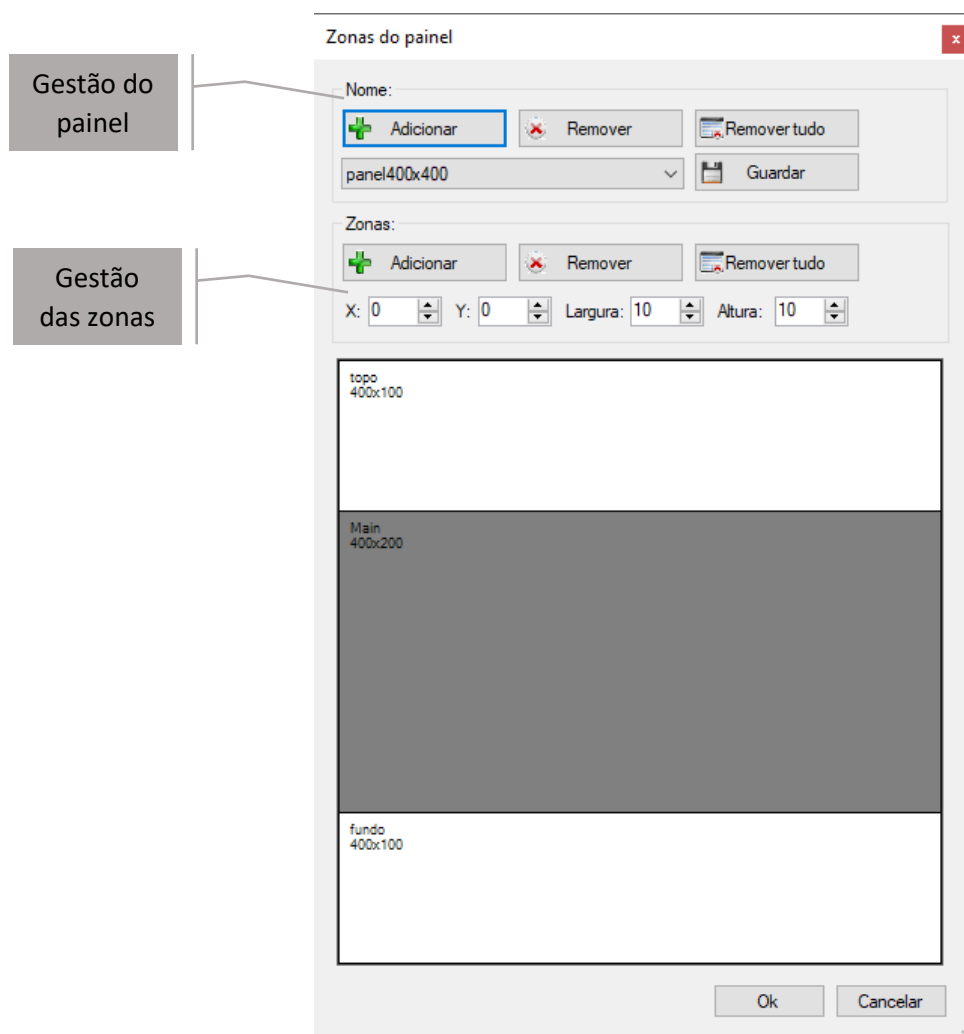 Zonas do painel
x
Gestão do
painel
Nome:
Adicionar
Remover
Remover tudo
panel400x400
Guardar
Gestão
das zonas
Zonas:
Adicionar
Remover
Remover tudo
X: 0 Y: 0 Largura: 10 Altura: 10
topo
400x100
Main
400x200
fundo
400x100
Ok
Cancelar